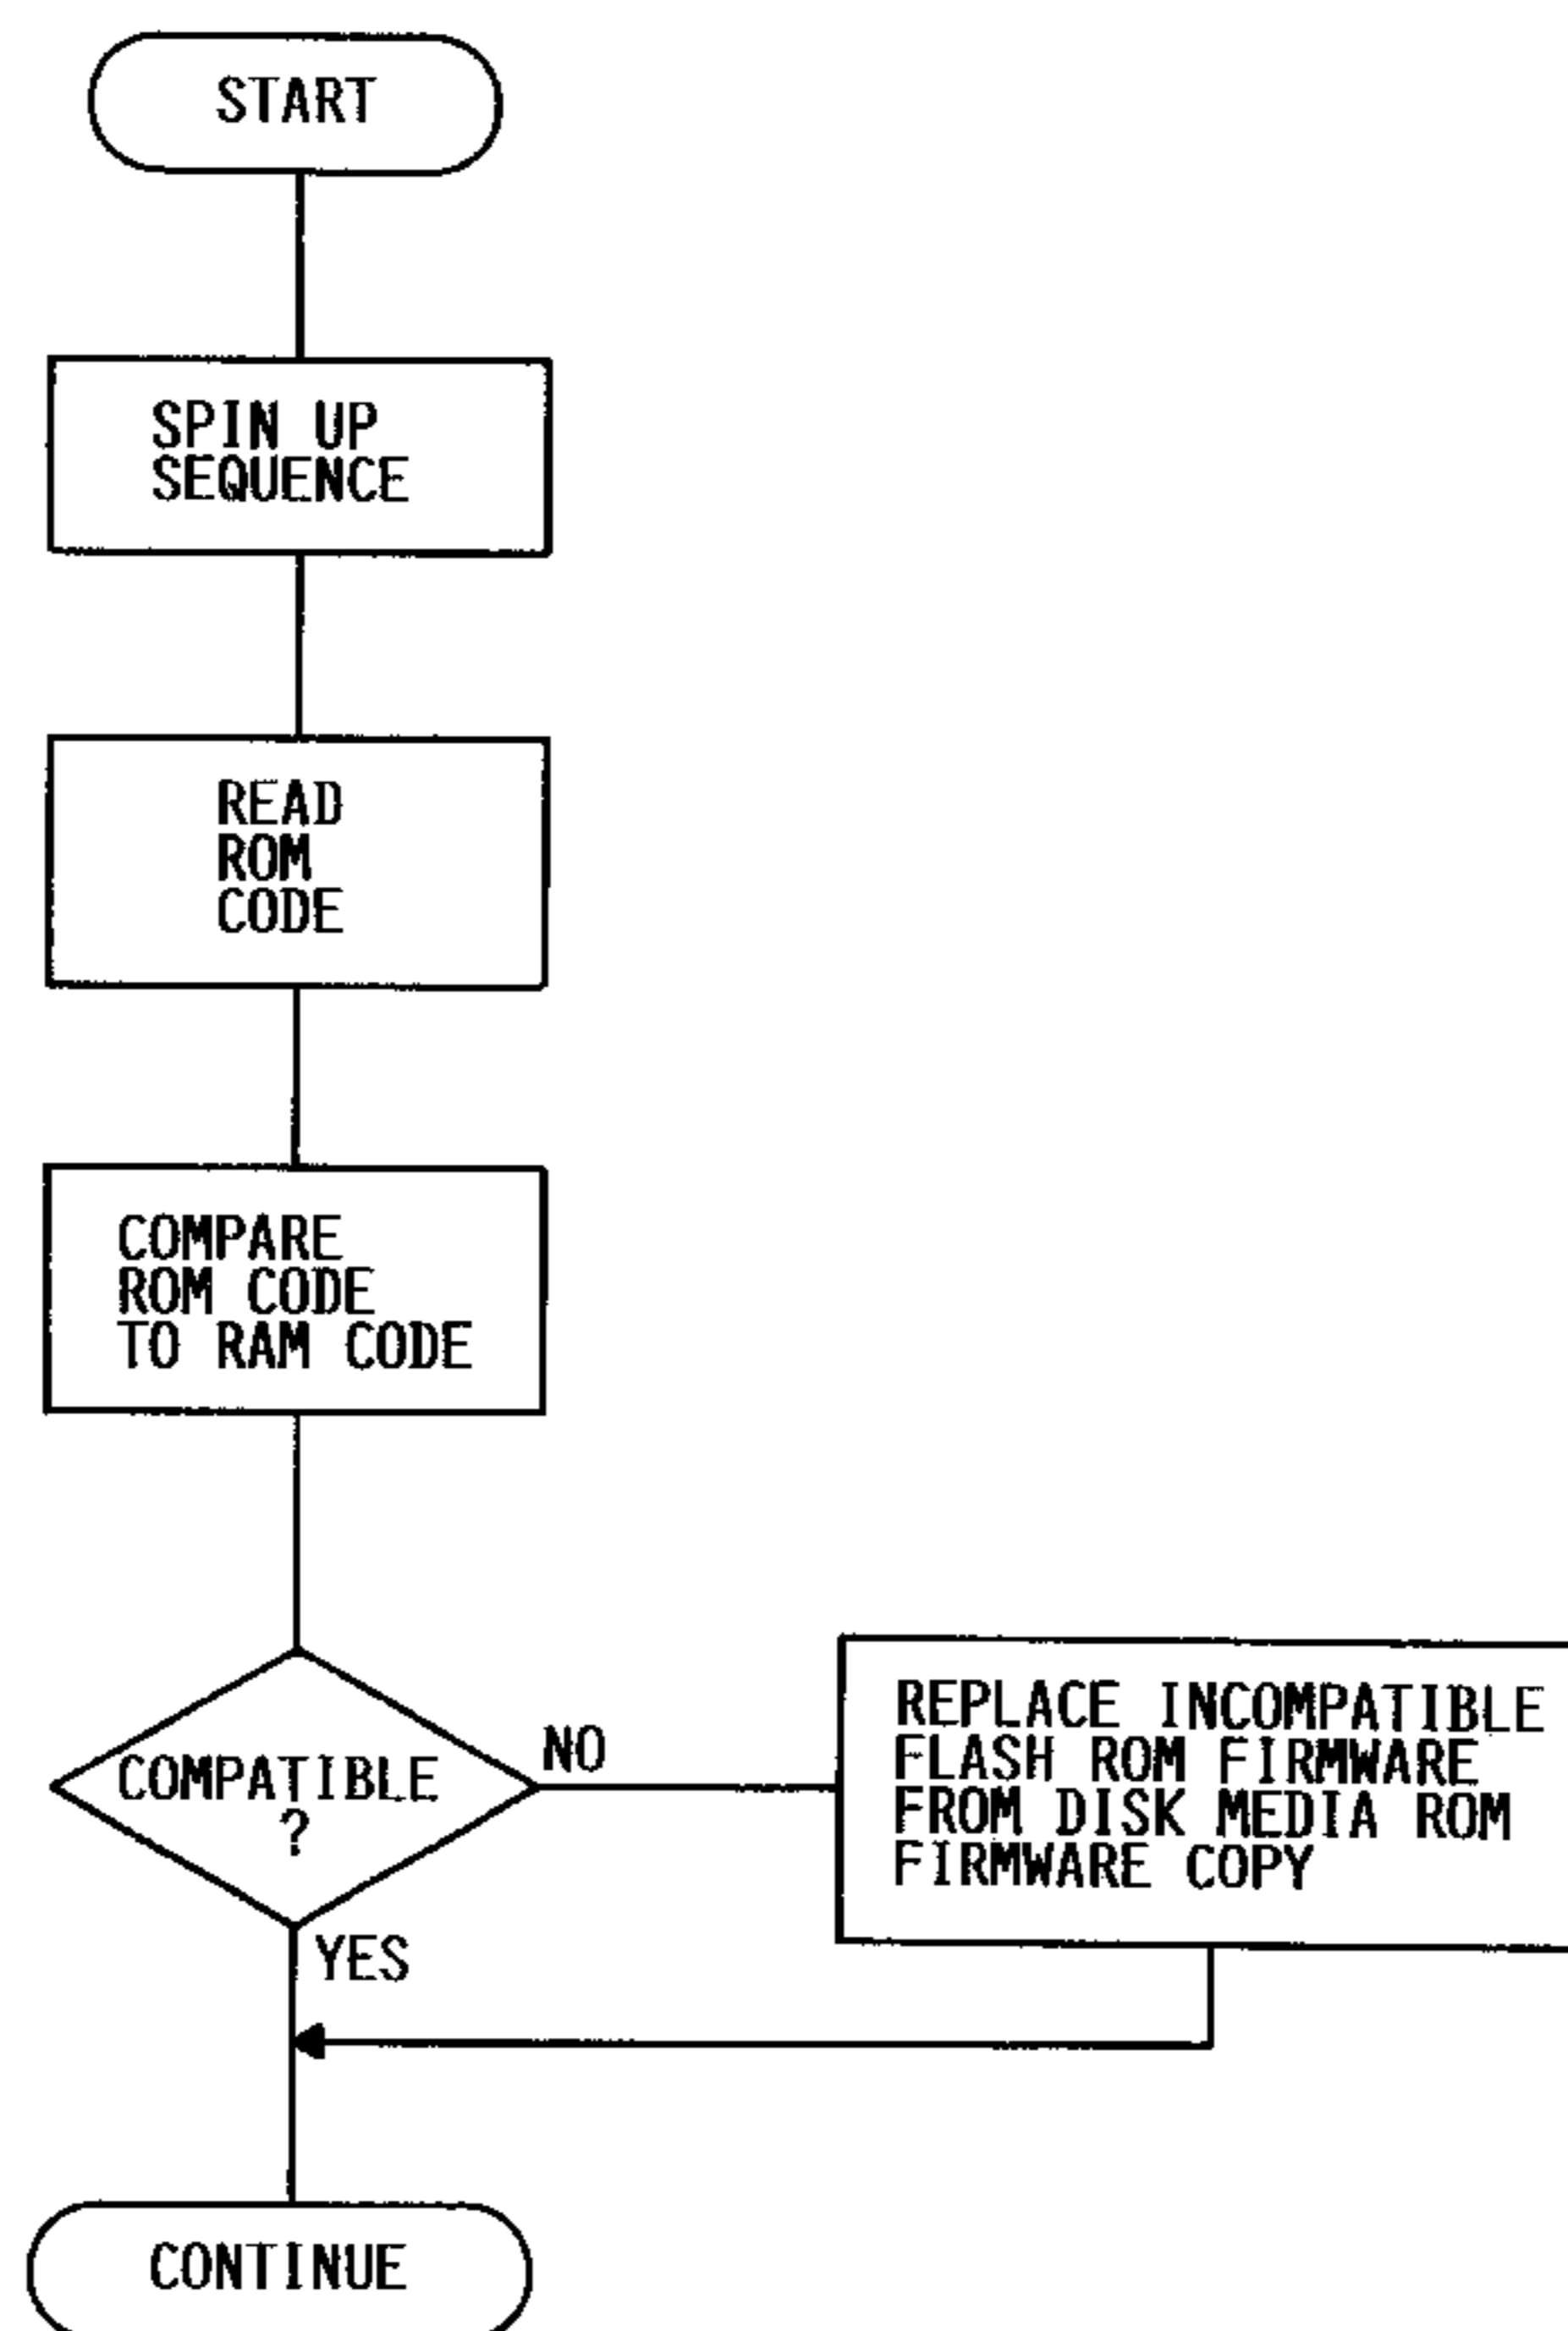 START
SPIN UP
SEQUENCE
READ
ROM
CODE
COMPARE
ROM CODE
TO RAM CODE
COMPATIBLE
?
NO
REPLACE INCOMPATIBLE
FLASH ROM FIRMWARE
FROM DISK MEDIA ROM
FIRMWARE COPY
YES
CONTINUE